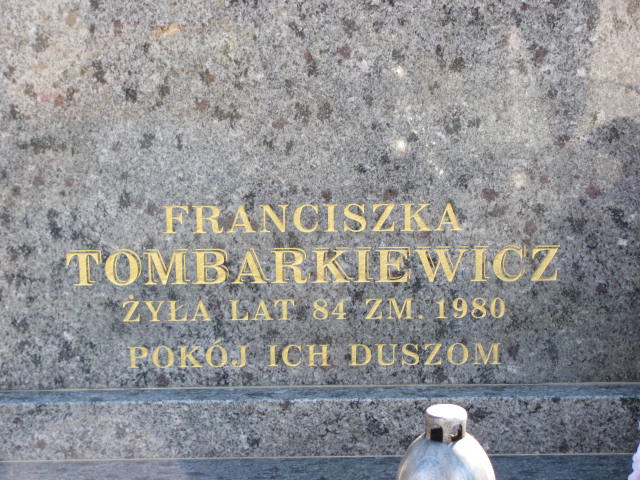 FRANCISZKA
TOMBARKIEWICZ
ŻYŁA LAT 84 ZM. 1980
POKÓJ ICH DUSZOM